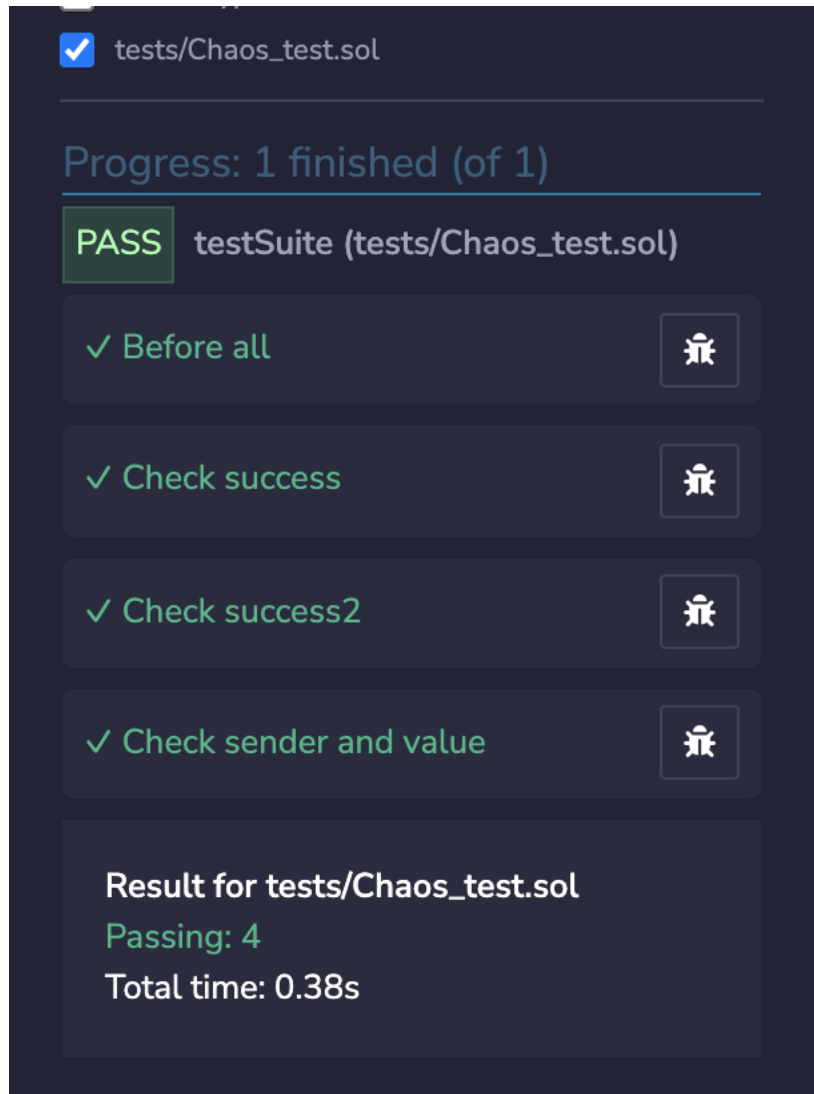 tests/Chaos_test.sol
Progress: 1 finished (of 1)
PASS testSuite (tests/Chaos_test.sol)
✓ Before all
✓ Check success
✓ Check success2
✓ Check sender and value
Result for tests/Chaos_test.sol
Passing: 4
Total time: 0.38s